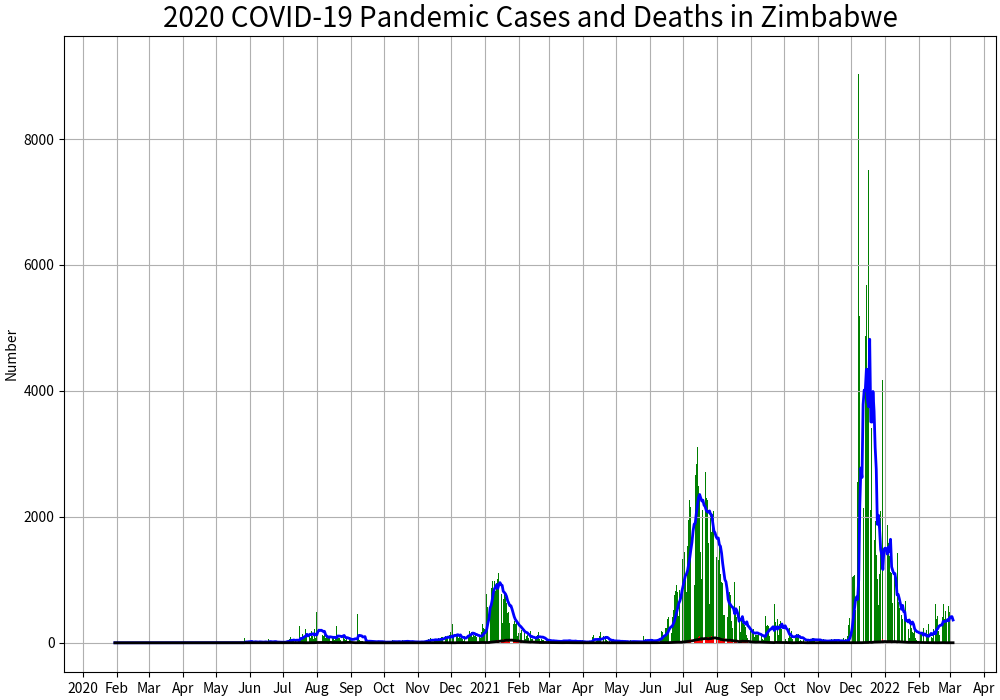 2020 COVID-19 Pandemic Cases and Deaths in Zimbabwe
8000
6000
4000
2000
0
Number
2020 Feb Mar Apr May Jun Jul Aug Sep Oct Nov Dec 2021 Feb Mar Apr May Jun Jul Aug Sep Oct Nov Dec 2022 Feb Mar Apr